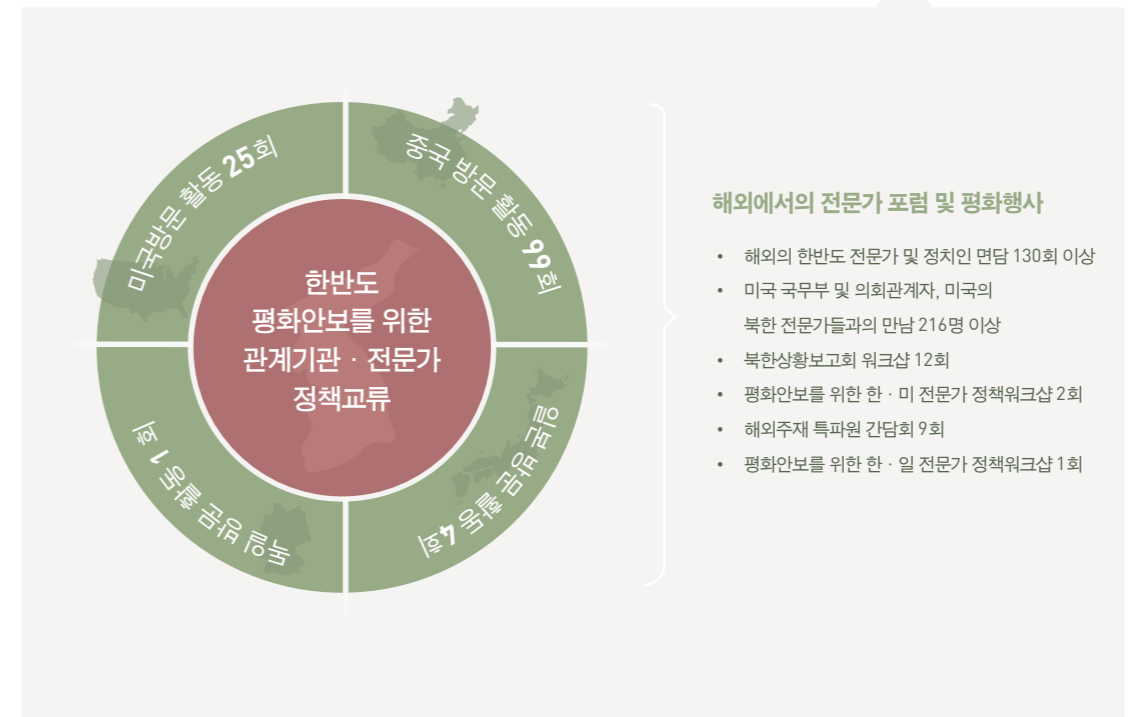 미국방문 활동 25회
중국 방문 활동 99회
한반도
평화안보를 위한
관계기관 · 전문가
정책교류
독일 방문 활동 1회
일본 방문 활동 4회
해외에서의 전문가 포럼 및 평화행사
• 해외의 한반도 전문가 및 정치인 면담 130회 이상
• 미국 국무부 및 의회관계자, 미국의
북한 전문가들과의 만남 216명 이상
• 북한상황보고회 워크샵 12회
• 평화안보를 위한 한 · 미 전문가 정책워크샵 2회
• 해외주재 특파원 간담회 9회
• 평화안보를 위한 한 · 일 전문가 정책워크샵 1회